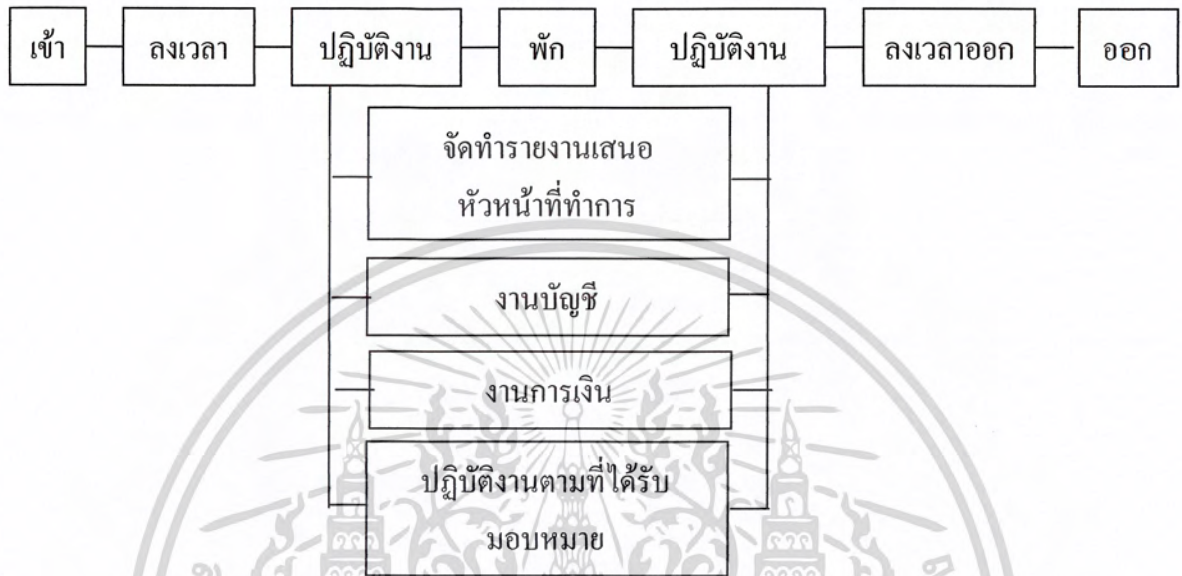 เข้า ลงเวลา ปฏิบัติงาน พัก ปฏิบัติงาน ลงเวลาออก ออก
จัดทำรายงานเสนอ
หัวหน้าที่ทำการ
งานบัญชี
งานการเงิน
ปฏิบัติงานตามที่ได้รับ
มอบหมาย